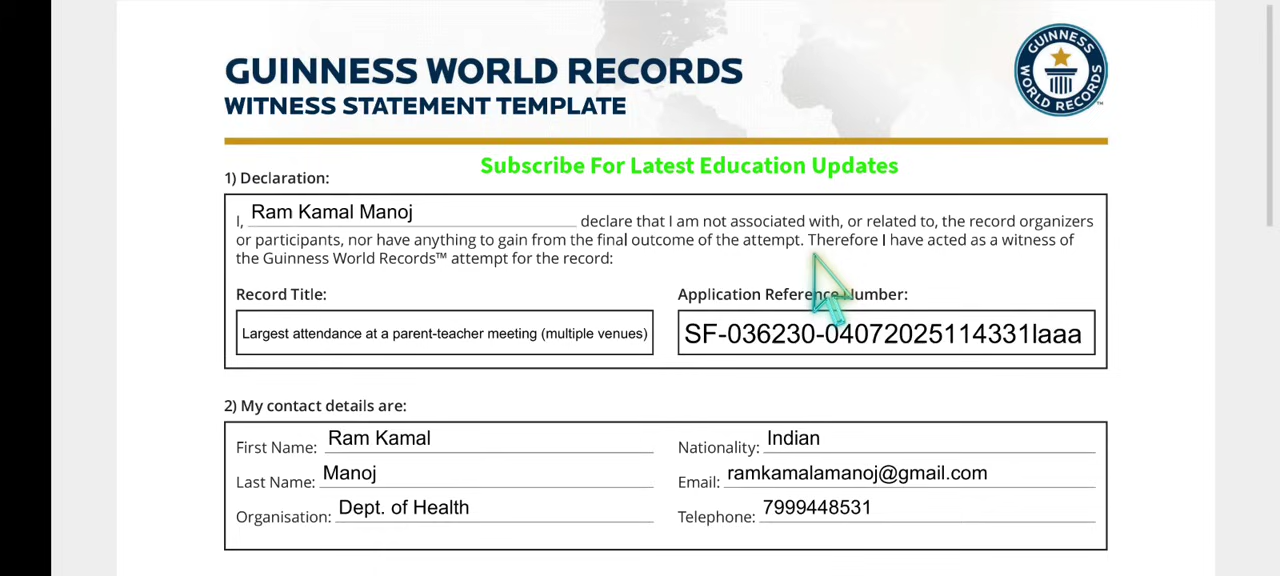 GUINNESS WORLD RECORDS
WITNESS STATEMENT TEMPLATE
GUINNESS WORLD RECORDS™
Subscribe For Latest Education Updates
1) Declaration:
I, Ram Kamal Manoj declare that I am not associated with, or related to, the record organizers
or participants, nor have anything to gain from the final outcome of the attempt. Therefore I have acted as a witness of
the Guinness World Records™ attempt for the record:
Record Title: Application Reference Number:
Largest attendance at a parent-teacher meeting (multiple venues) SF-036230-04072025114331laaa
2) My contact details are:
First Name: Ram Kamal Nationality: Indian
Last Name: Manoj Email: ramkamalamanoj@gmail.com
Organisation: Dept. of Health Telephone: 7999448531